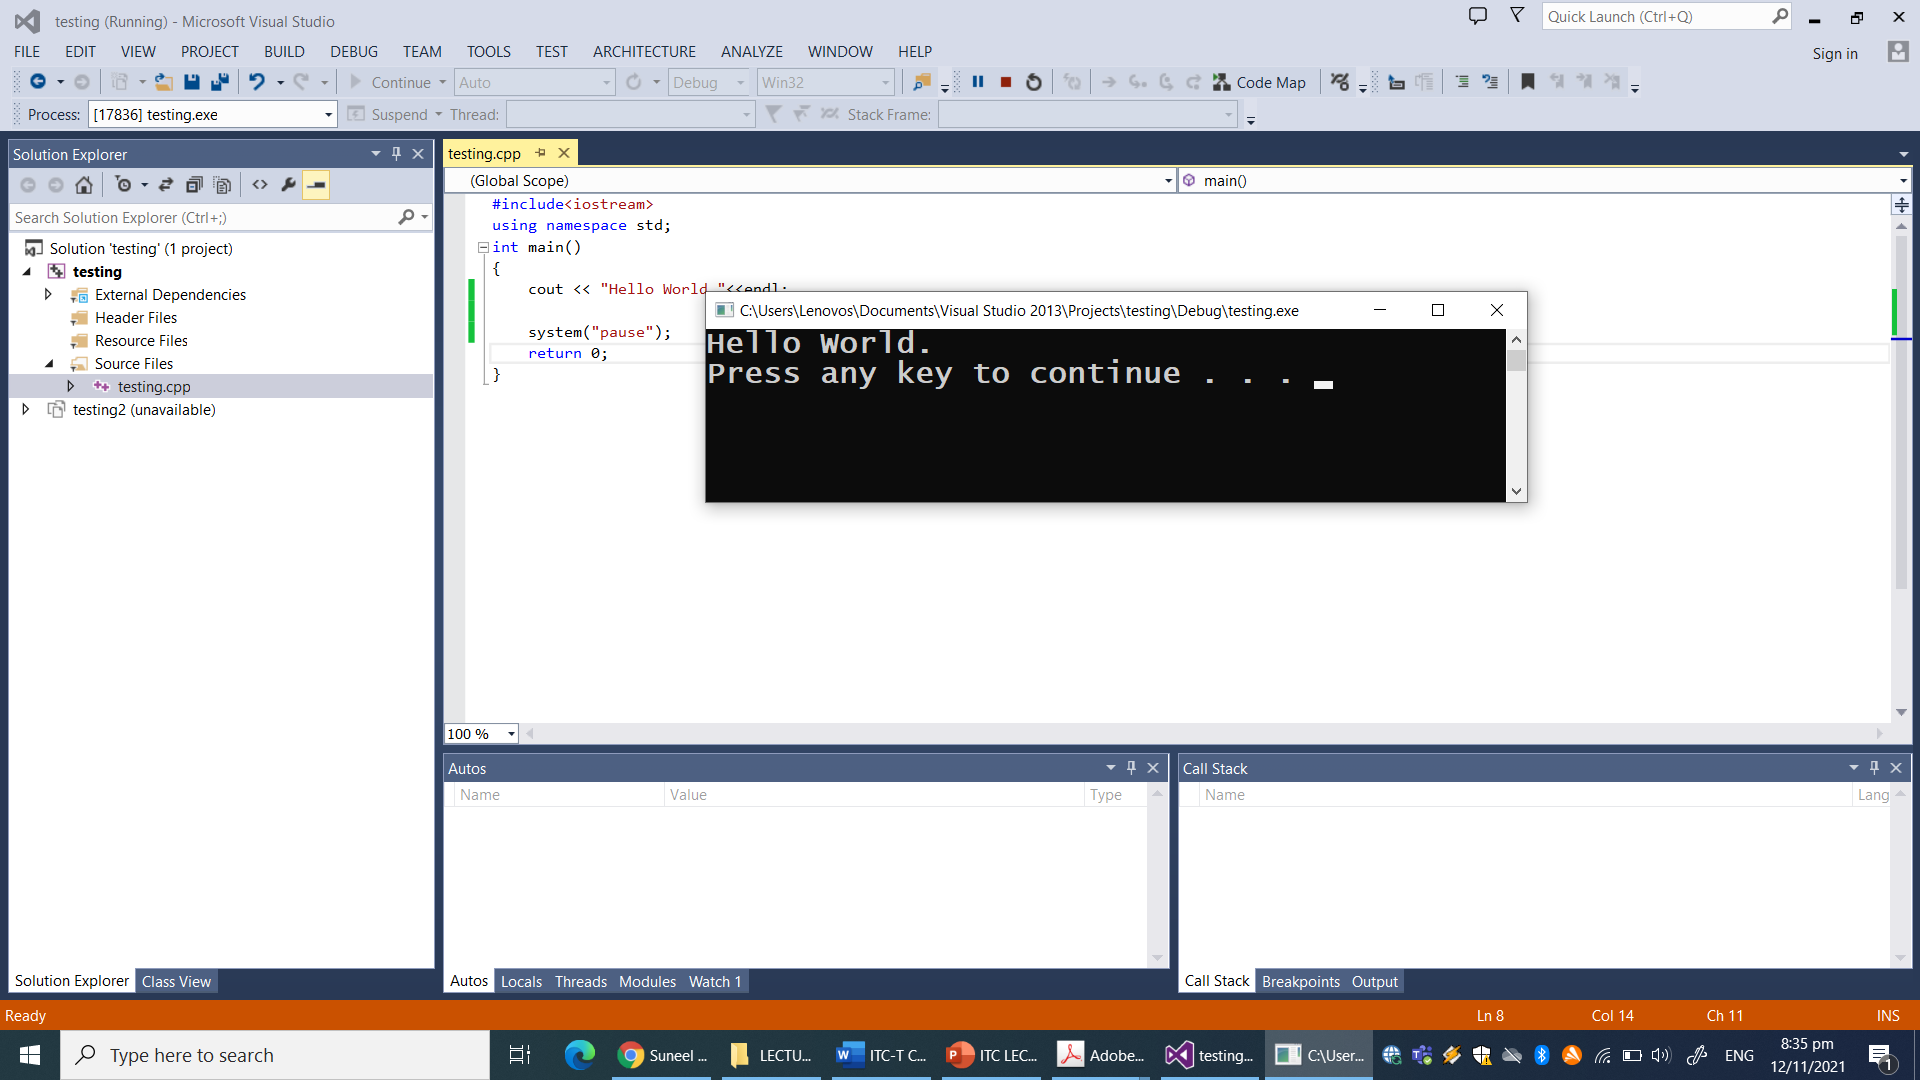 testing (Running) - Microsoft Visual Studio
Quick Launch (Ctrl+Q)
FILE EDIT VIEW PROJECT BUILD DEBUG TEAM TOOLS TEST ARCHITECTURE ANALYZE WINDOW HELP
Sign in
Continue Auto Debug Win32 Code Map
Process: [17836] testing.exe Suspend Thread: Stack Frame:
Solution Explorer
Search Solution Explorer (Ctrl+;)
Solution 'testing' (1 project)
testing
External Dependencies
Header Files
Resource Files
Source Files
testing.cpp
testing2 (unavailable)
Solution Explorer Class View
testing.cpp
(Global Scope) main()
#include<iostream>
using namespace std;
int main()
{
cout << "Hello World."<<endl;
system("pause");
return 0;
}
C:\Users\Lenovos\Documents\Visual Studio 2013\Projects\testing\Debug\testing.exe
Hello World.
Press any key to continue . . .
100 %
Autos
Name Value Type
Autos Locals Threads Modules Watch 1
Call Stack
Name Lang
Call Stack Breakpoints Output
Ready Ln 8 Col 14 Ch 11 INS
Type here to search
Suneel ... LECTU... ITC-T C... ITC LEC... Adobe... testing... C:\User...
ENG
8:35 pm
12/11/2021
1